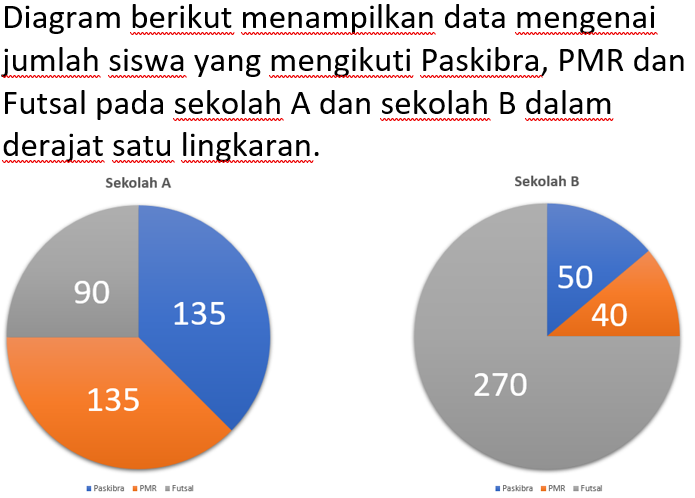 Diagram berikut menampilkan data mengenai
jumlah siswa yang mengikuti Paskibra, PMR dan
Futsal pada sekolah A dan sekolah B dalam
derajat satu lingkaran.
Sekolah A
90
135
135
Paskibra PMR Futsal
Sekolah B
50
40
270
Paskibra PMR Futsal